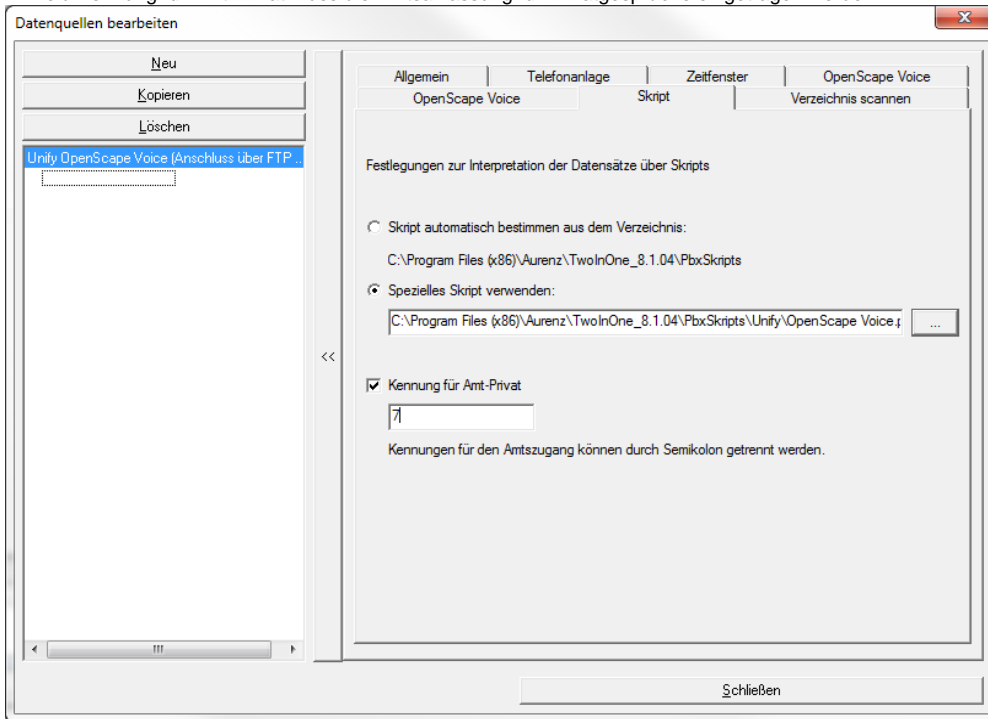 Datenquellen bearbeiten
Neu
Kopieren
Löschen
Unify OpenScape Voice (Anschluss über FTP ..
<<
Allgemein
Telefonanlage
Zeitfenster
OpenScape Voice
OpenScape Voice
Skript
Verzeichnis scannen
Festlegungen zur Interpretation der Datensätze über Skripts
Skript automatisch bestimmen aus dem Verzeichnis:
C:\Program Files (x86)\Aurenz\TwoInOne_8.1.04\PbxSkripts
Spezielles Skript verwenden:
C:\Program Files (x86)\Aurenz\TwoInOne_8.1.04\PbxSkripts\Unify\OpenScape Voice.p
...
Kennung für Amt-Privat
7
Kennungen für den Amtszugang können durch Semikolon getrennt werden.
Schließen